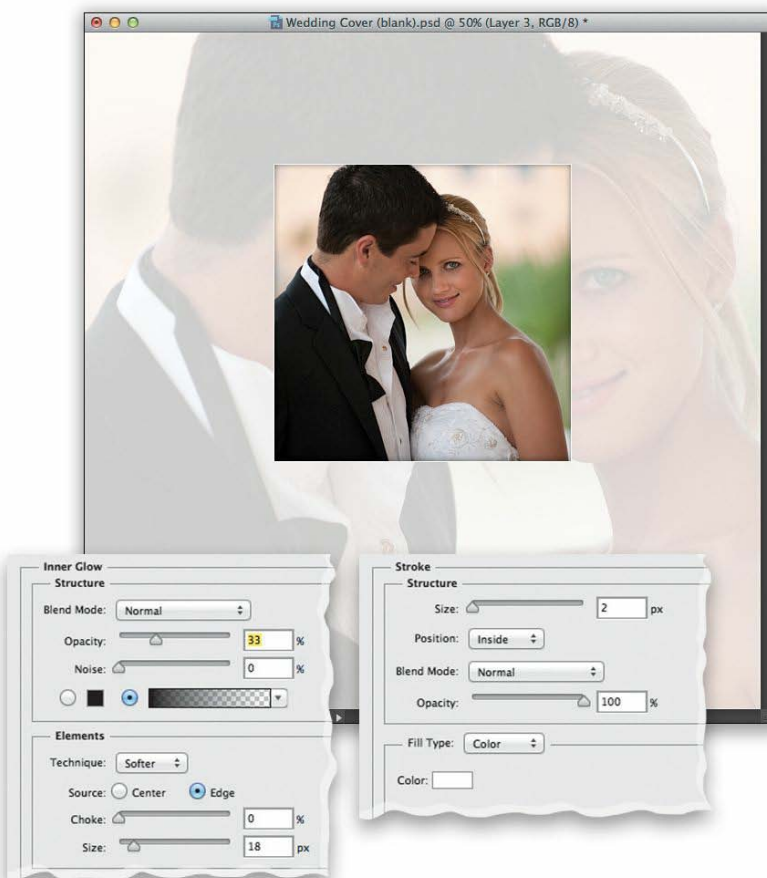 Wedding Cover (blank).psd @ 50% (Layer 3, RGB/8) *
Inner Glow
Structure
Blend Mode: Normal
Opacity: 33 %
Noise: 0 %
Elements
Technique: Softer
Source: Center Edge
Choke: 0 %
Size: 18 px
Stroke
Structure
Size: 2 px
Position: Inside
Blend Mode: Normal
Opacity: 100 %
Fill Type: Color
Color: